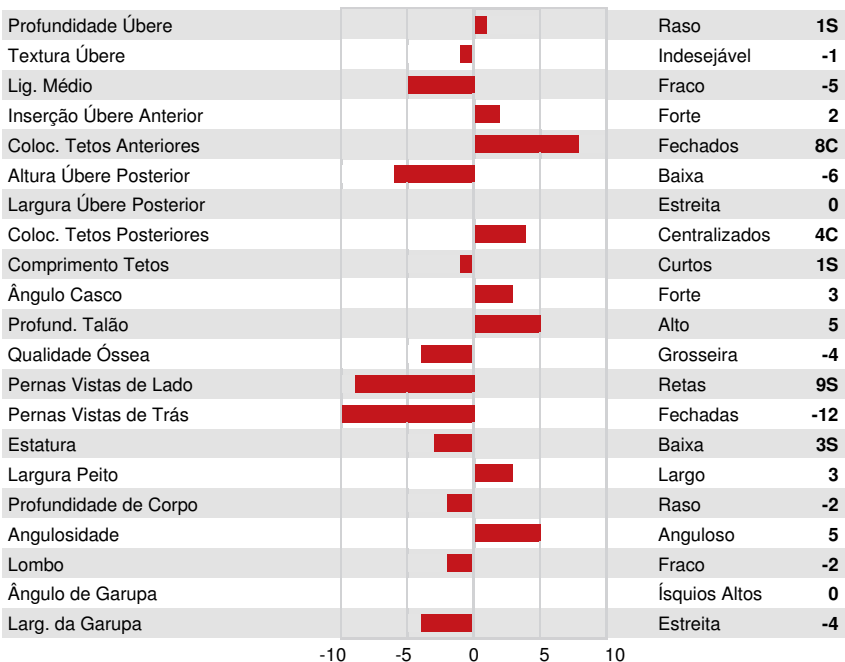 Profundidade Úbere Raso 1S
Textura Úbere Indesejável -1
Lig. Médio Fraco -5
Inserção Úbere Anterior Forte 2
Coloc. Tetos Anteriores Fechados 8C
Altura Úbere Posterior Baixa -6
Largura Úbere Posterior Estreita 0
Coloc. Tetos Posteriores Centralizados 4C
Comprimento Tetos Curtos 1S
Ângulo Casco Forte 3
Profund. Talão Alto 5
Qualidade Óssea Grosseira -4
Pernas Vistas de Lado Retas 9S
Pernas Vistas de Trás Fechadas -12
Estatura Baixa 3S
Largura Peito Largo 3
Profundidade de Corpo Raso -2
Angulosidade Anguloso 5
Lombo Fraco -2
Ângulo de Garupa Ísquios Altos 0
Larg. da Garupa Estreita -4
-10 -5 0 5 10